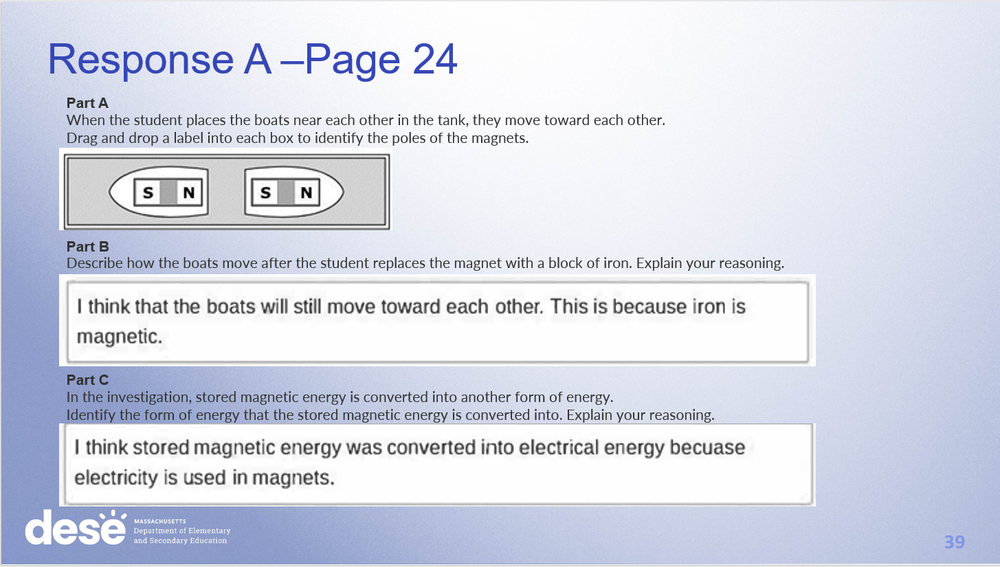 Response A –Page 24
Part A
When the student places the boats near each other in the tank, they move toward each other.
Drag and drop a label into each box to identify the poles of the magnets.
S N S N
Part B
Describe how the boats move after the student replaces the magnet with a block of iron. Explain your reasoning.
I think that the boats will still move toward each other. This is because iron is
magnetic.
Part C
In the investigation, stored magnetic energy is converted into another form of energy.
Identify the form of energy that the stored magnetic energy is converted into. Explain your reasoning.
I think stored magnetic energy was converted into electrical energy becuase
electricity is used in magnets.
dese
MASSACHUSETTS
Department of Elementary
and Secondary Education
39